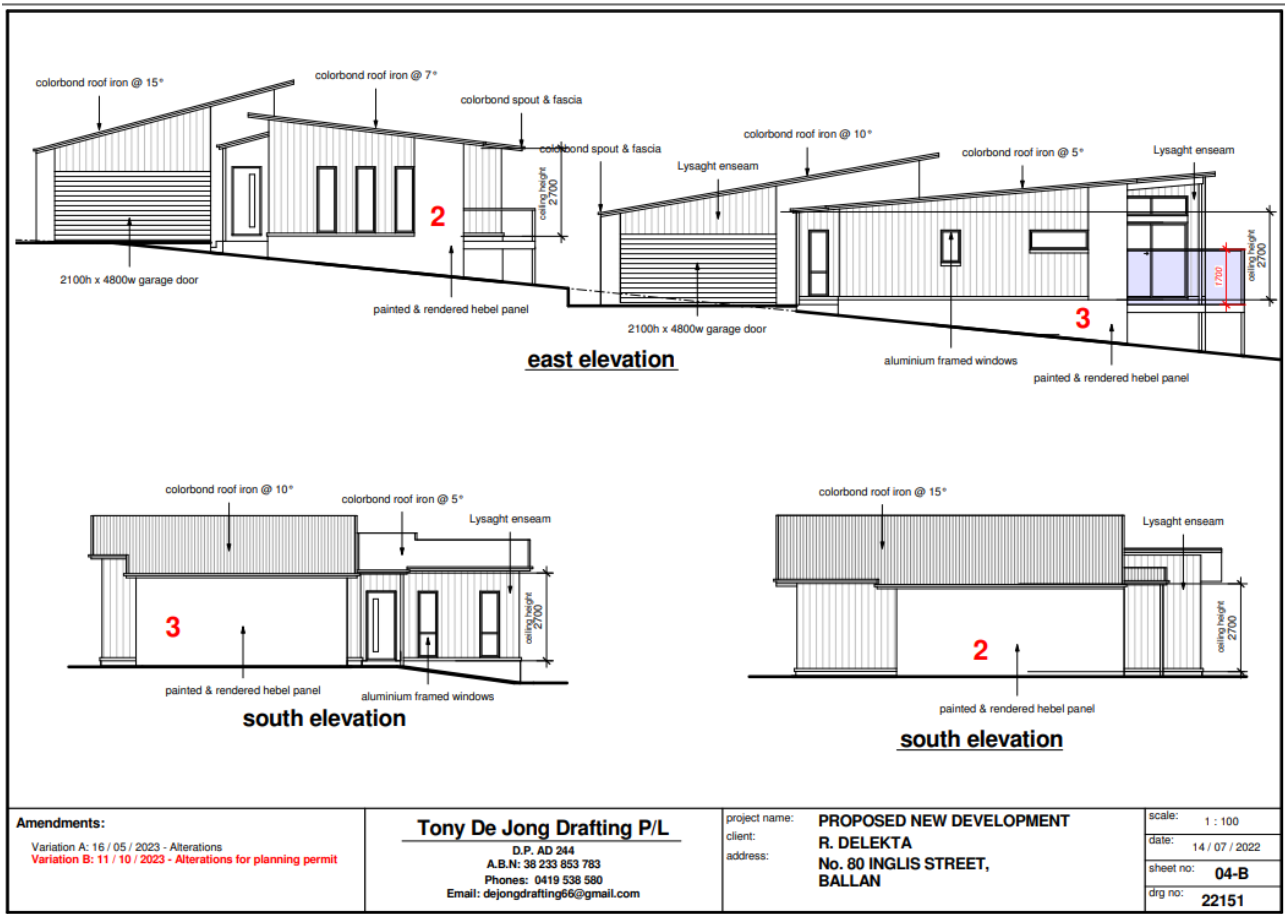 colorbond roof iron @ 15°
colorbond roof iron @ 7°
colorbond spout & fascia
2
ceiling height
2700
2100h x 4800w garage door
painted & rendered hebel panel
colorbond spout & fascia
Lysaght enseam
colorbond roof iron @ 10°
colorbond roof iron @ 5°
Lysaght enseam
1700
ceiling height
2700
3
2100h x 4800w garage door
aluminium framed windows
painted & rendered hebel panel
east elevation
colorbond roof iron @ 10°
colorbond roof iron @ 5°
Lysaght enseam
3
ceiling height
2700
painted & rendered hebel panel
aluminium framed windows
south elevation
colorbond roof iron @ 15°
Lysaght enseam
2
ceiling height
2700
painted & rendered hebel panel
south elevation
Amendments:
Variation A: 16 / 05 / 2023 - Alterations
Variation B: 11 / 10 / 2023 - Alterations for planning permit
Tony De Jong Drafting P/L
D.P. AD 244
A.B.N: 38 233 853 783
Phones: 0419 538 580
Email: dejongdrafting66@gmail.com
project name: PROPOSED NEW DEVELOPMENT
client: R. DELEKTA
address: No. 80 INGLIS STREET,
BALLAN
scale: 1 : 100
date: 14 / 07 / 2022
sheet no: 04-B
drg no: 22151